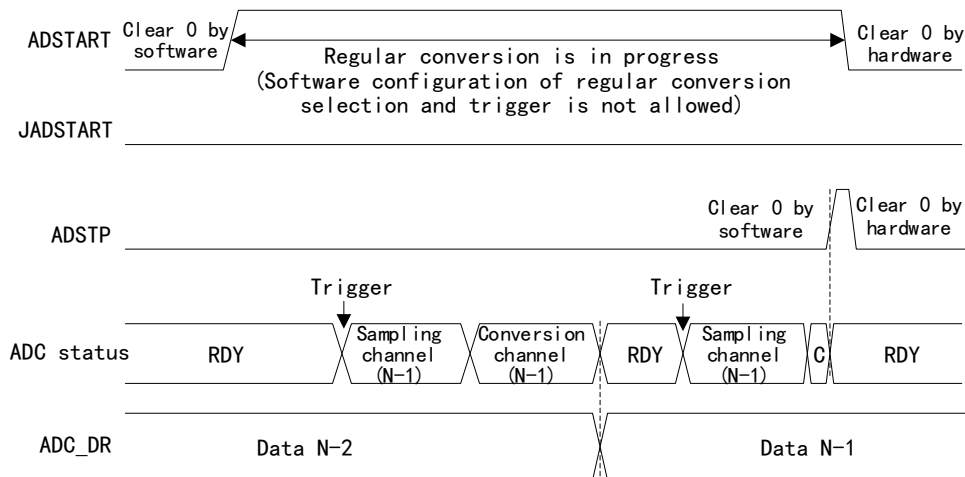 ADSTART
Clear 0 by
software
Clear 0 by
hardware
Regular conversion is in progress
(Software configuration of regular conversion
selection and trigger is not allowed)
JADSTART
ADSTP
Clear 0 by
software
Clear 0 by
hardware
Trigger
Trigger
ADC status
RDY
Sampling
channel
(N-1)
Conversion
channel
(N-1)
RDY
Sampling
channel
(N-1)
C
RDY
ADC_DR
Data N-2
Data N-1